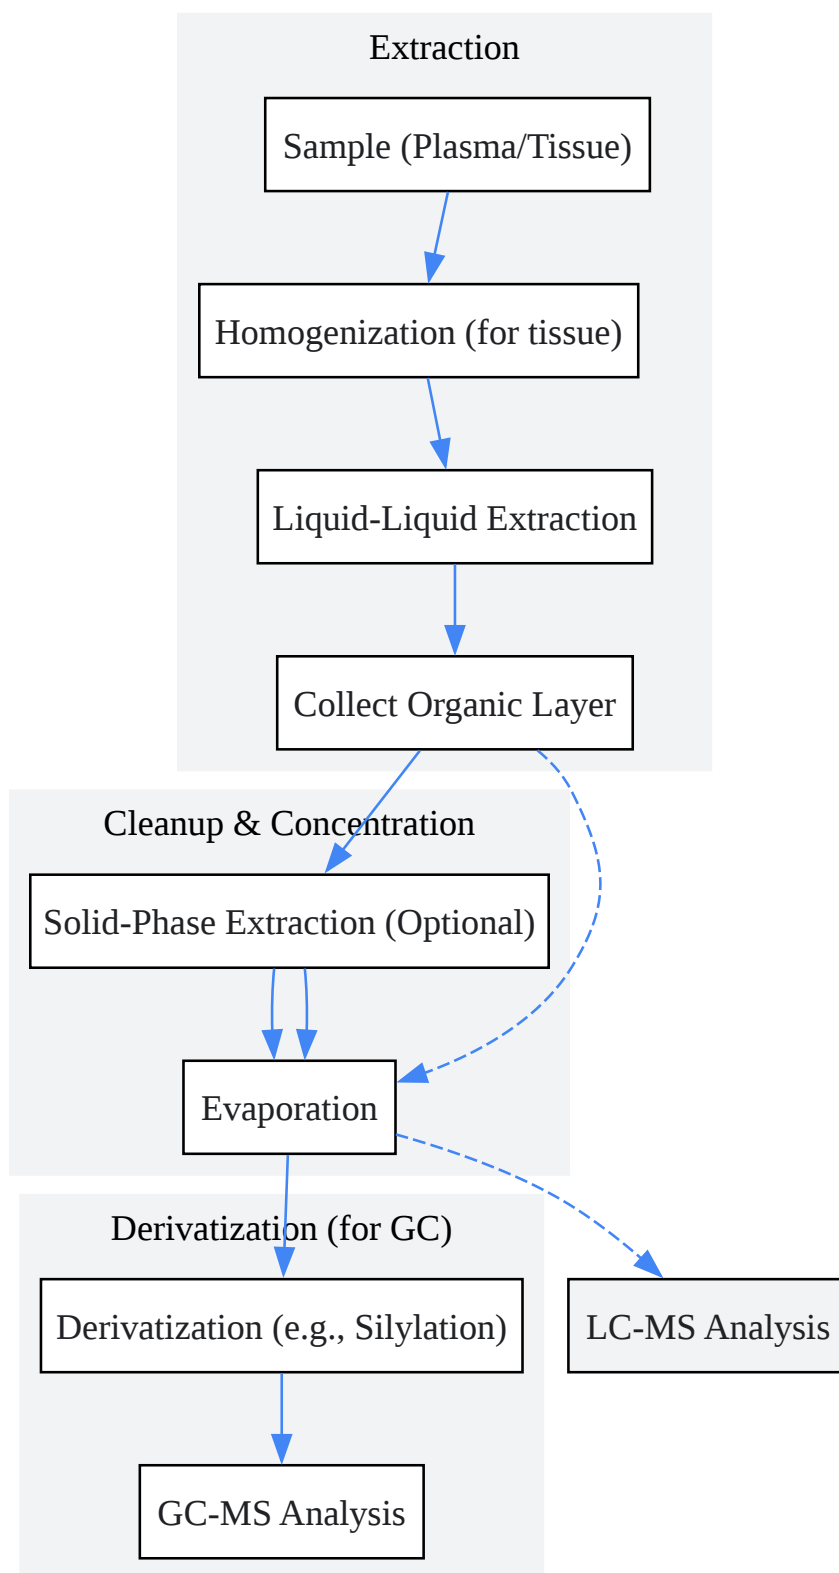 Extraction
Sample (Plasma/Tissue)
Homogenization (for tissue)
Liquid-Liquid Extraction
Collect Organic Layer
Cleanup & Concentration
Solid-Phase Extraction (Optional)
Evaporation
Derivatization (for GC)
Derivatization (e.g., Silylation)
LC-MS Analysis
GC-MS Analysis